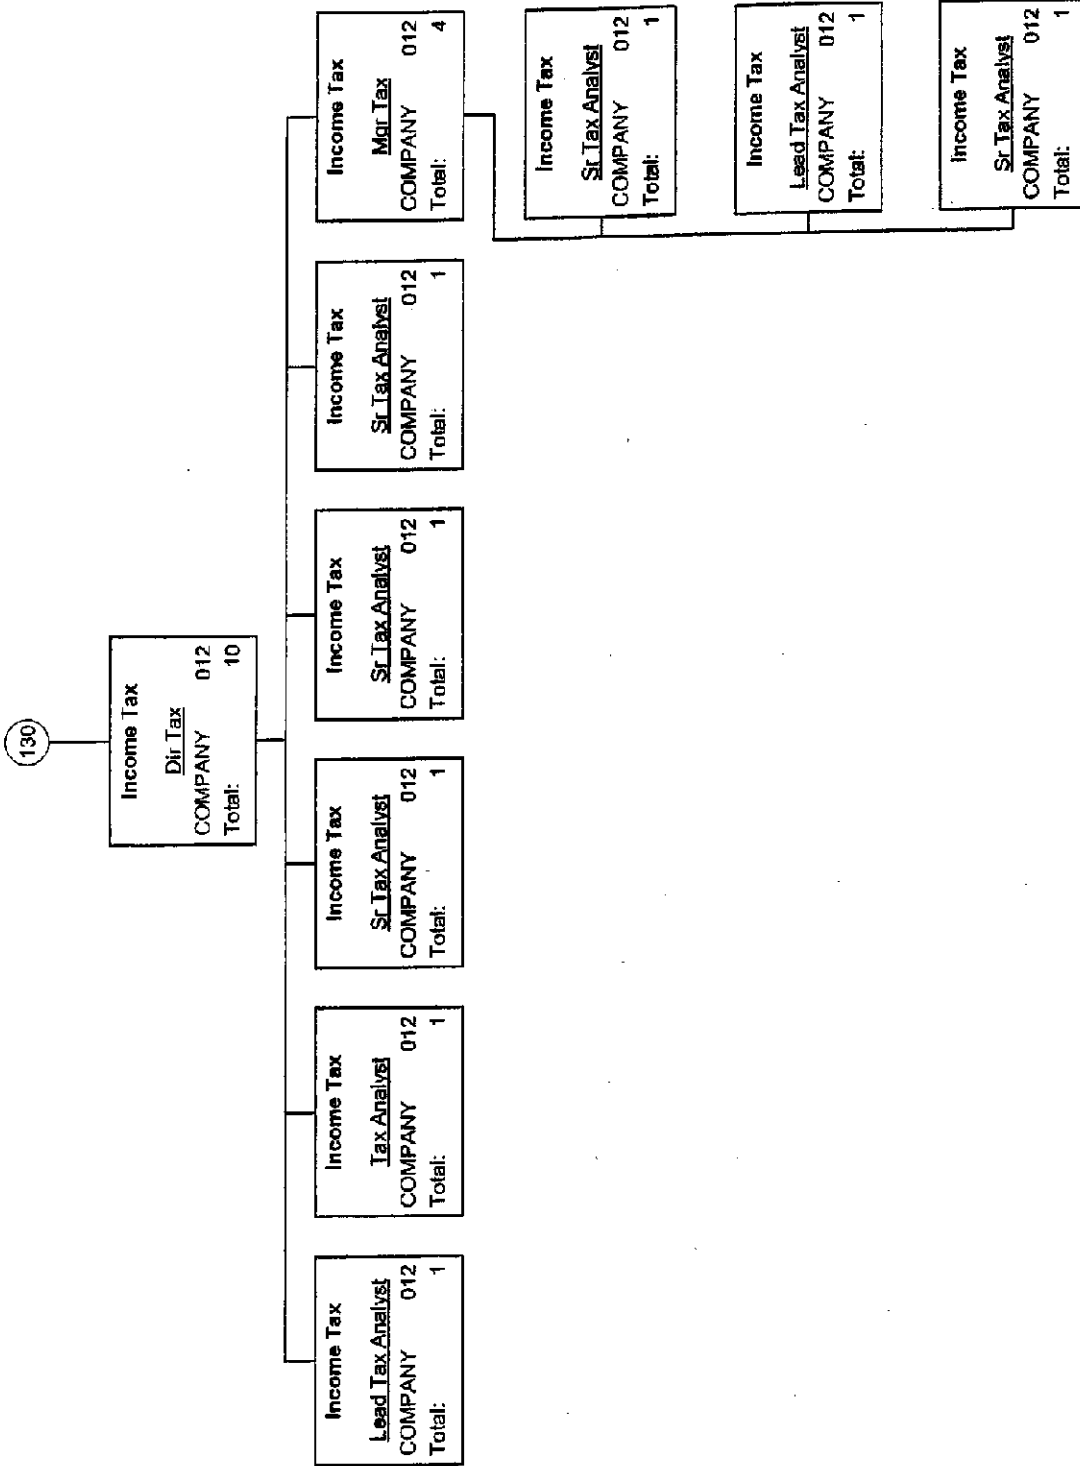 130
Income Tax
Dir Tax
COMPANY 012
Total: 10
Income Tax
Lead Tax Analyst
COMPANY 012
Total: 1
Income Tax
Tax Analyst
COMPANY 012
Total: 1
Income Tax
Sr Tax Analyst
COMPANY 012
Total: 1
Income Tax
Sr Tax Analyst
COMPANY 012
Total: 1
Income Tax
Sr Tax Analyst
COMPANY 012
Total: 1
Income Tax
Mgr Tax
COMPANY 012
Total: 4
Income Tax
Sr Tax Analyst
COMPANY 012
Total: 1
Income Tax
Lead Tax Analyst
COMPANY 012
Total: 1
Income Tax
Sr Tax Analyst
COMPANY 012
Total: 1